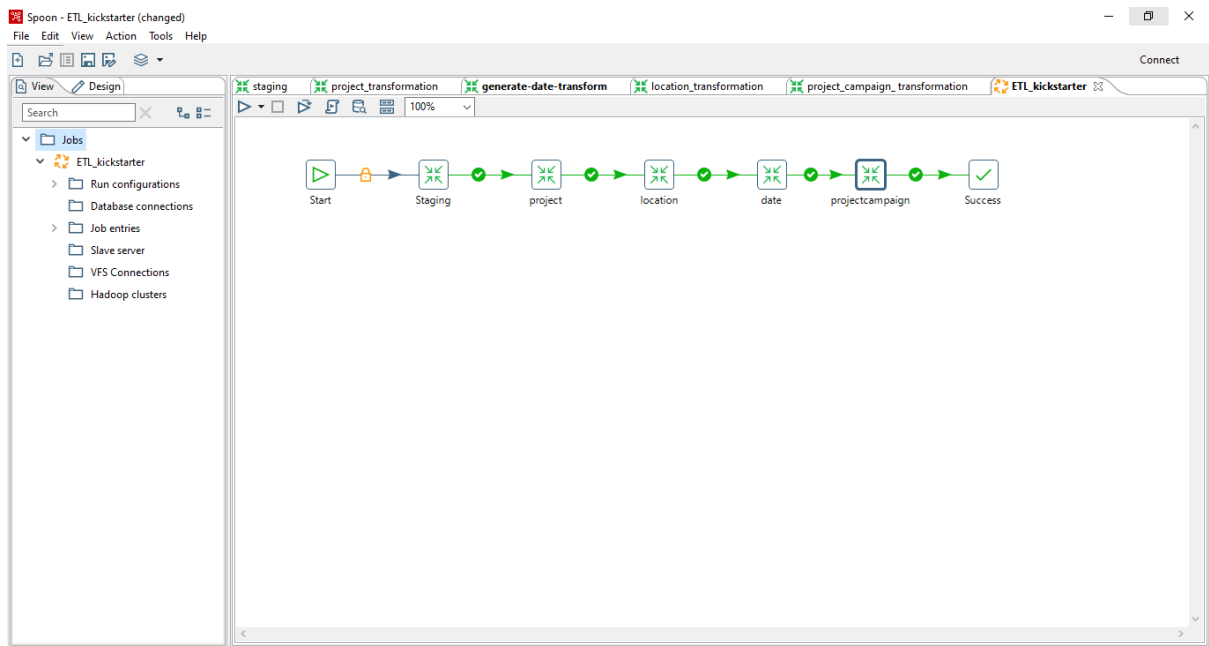 Spoon - ETL_kickstarter (changed)
File Edit View Action Tools Help
Connect
View Design
staging project_transformation generate-date-transform location_transformation project_campaign_ transformation ETL_kickstarter
Search
100%
Jobs
ETL_kickstarter
Run configurations
Database connections
Job entries
Slave server
VFS Connections
Hadoop clusters
Start Staging project location date projectcampaign Success